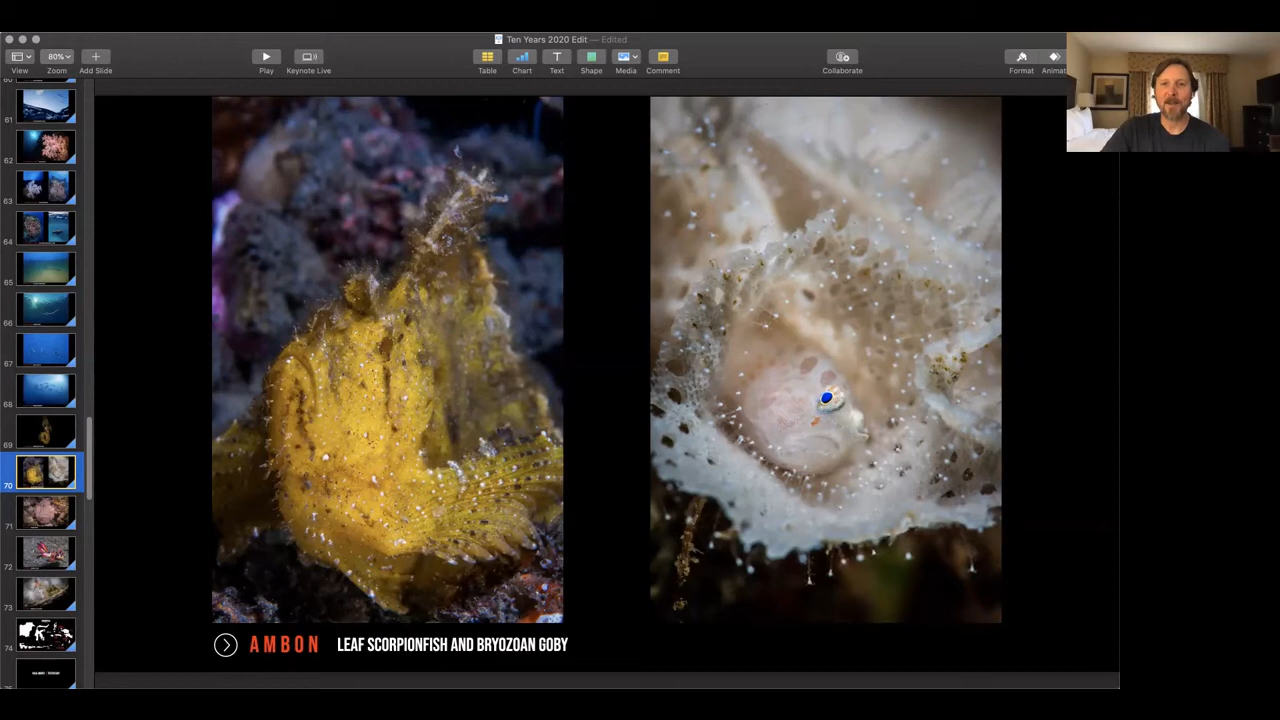 Ten Years 2020 Edit — Edited
80%
View
Zoom
Add Slide
Play
Keynote Live
Table
Chart
Text
Shape
Media
Comment
Collaborate
Format
Animat
61
62
63
64
65
66
67
68
69
70
71
72
73
74
AMBON LEAF SCORPIONFISH AND BRYOZOAN GOBY